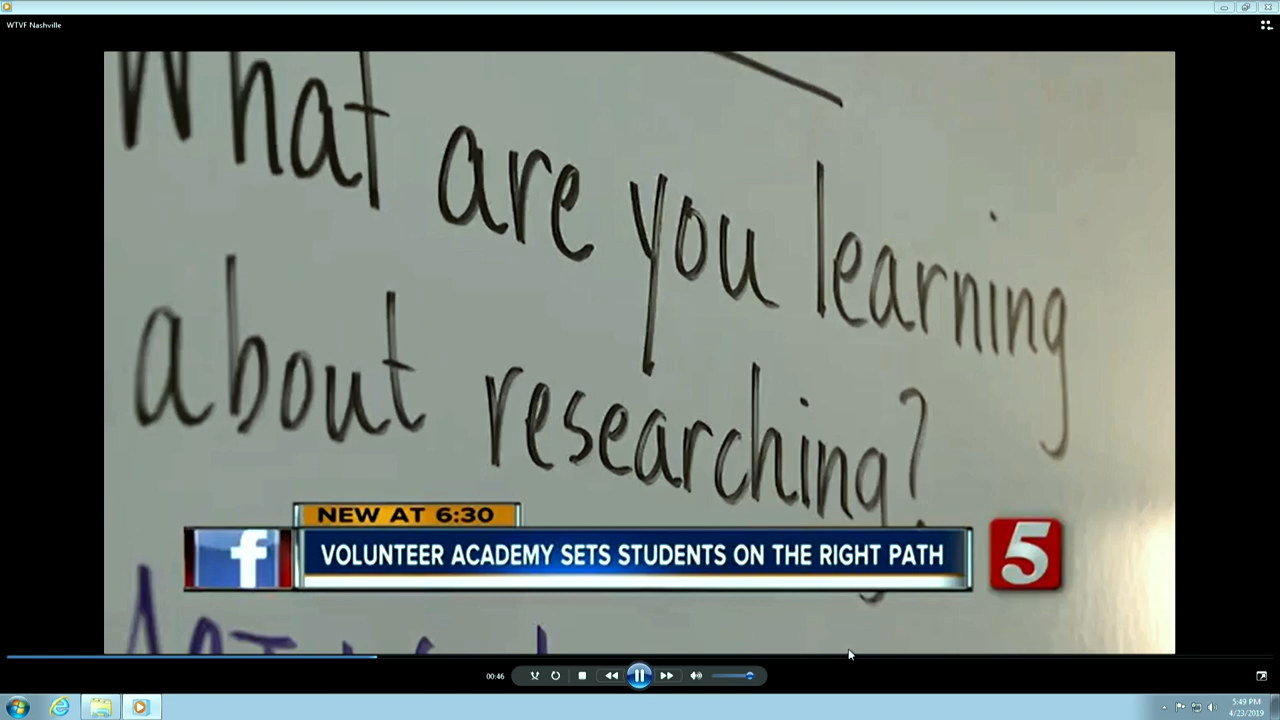 WTVF Nashville
What are you learning
about researching?
NEW AT 6:30
f
VOLUNTEER ACADEMY SETS STUDENTS ON THE RIGHT PATH
5
00:46
5:49 PM
4/23/2019